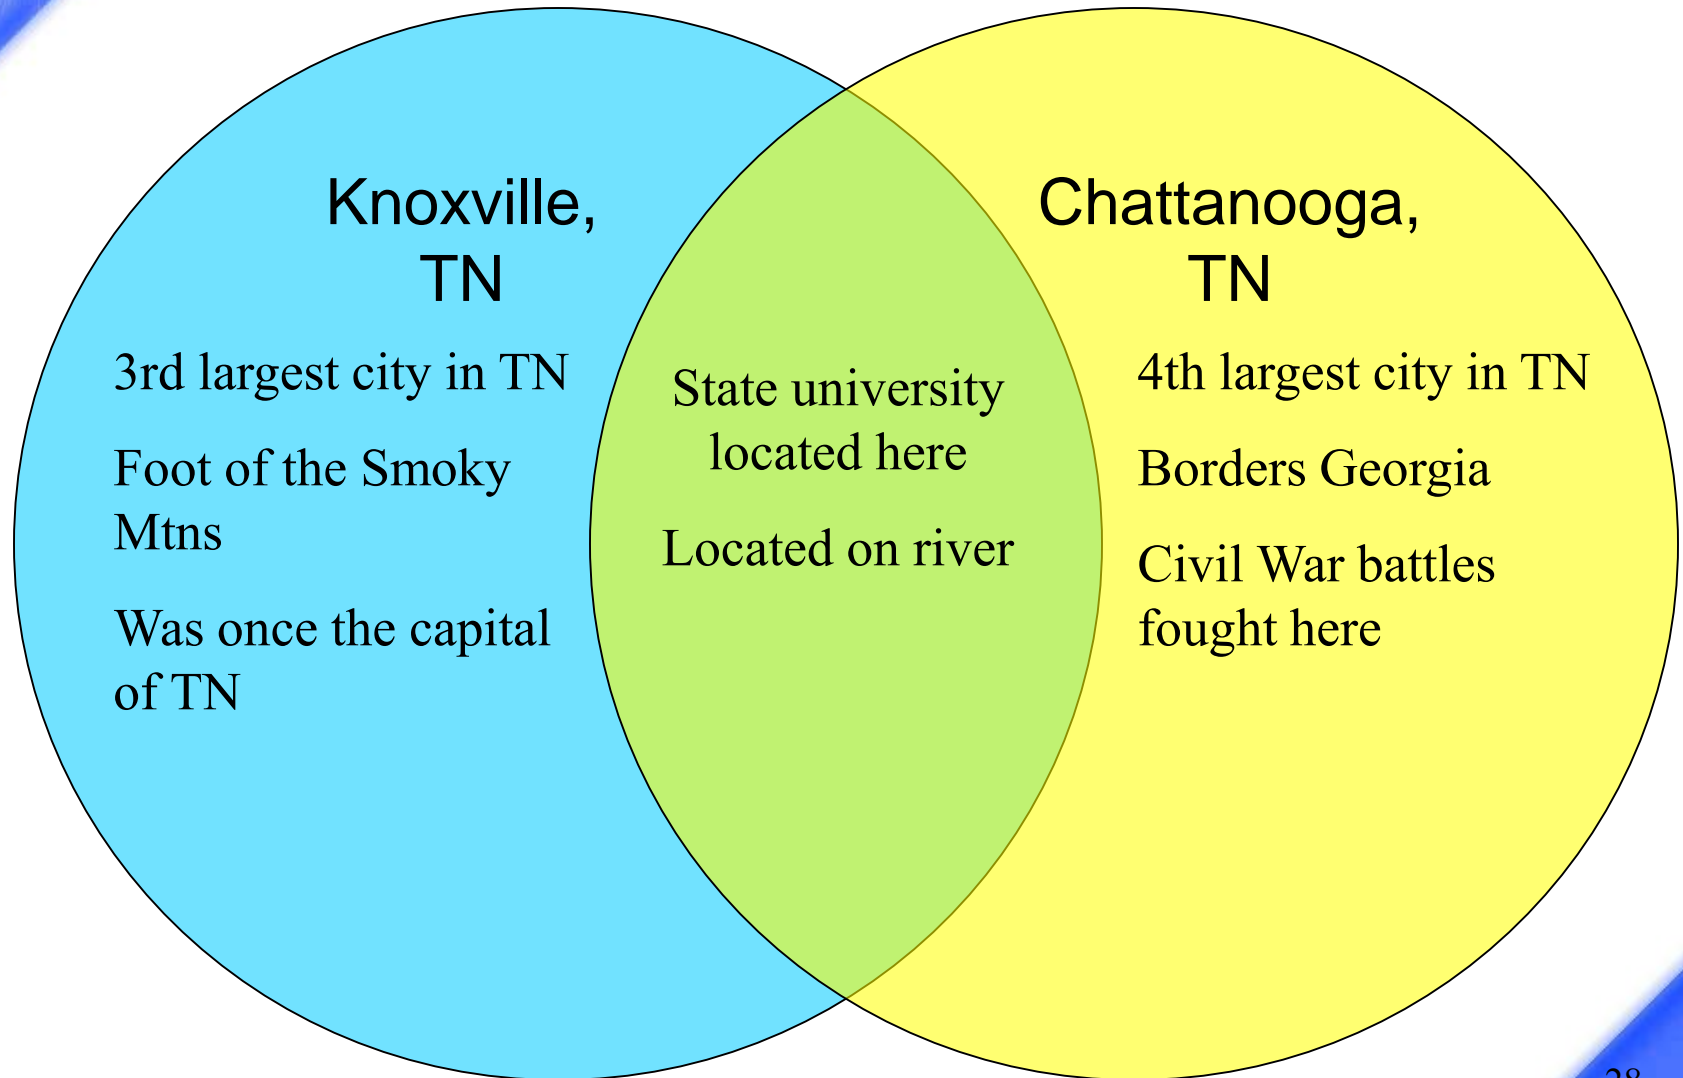 Knoxville,
TN
3rd largest city in TN
Foot of the Smoky
Mtns
Was once the capital
of TN
State university
located here
Located on river
Chattanooga,
TN
4th largest city in TN
Borders Georgia
Civil War battles
fought here
28